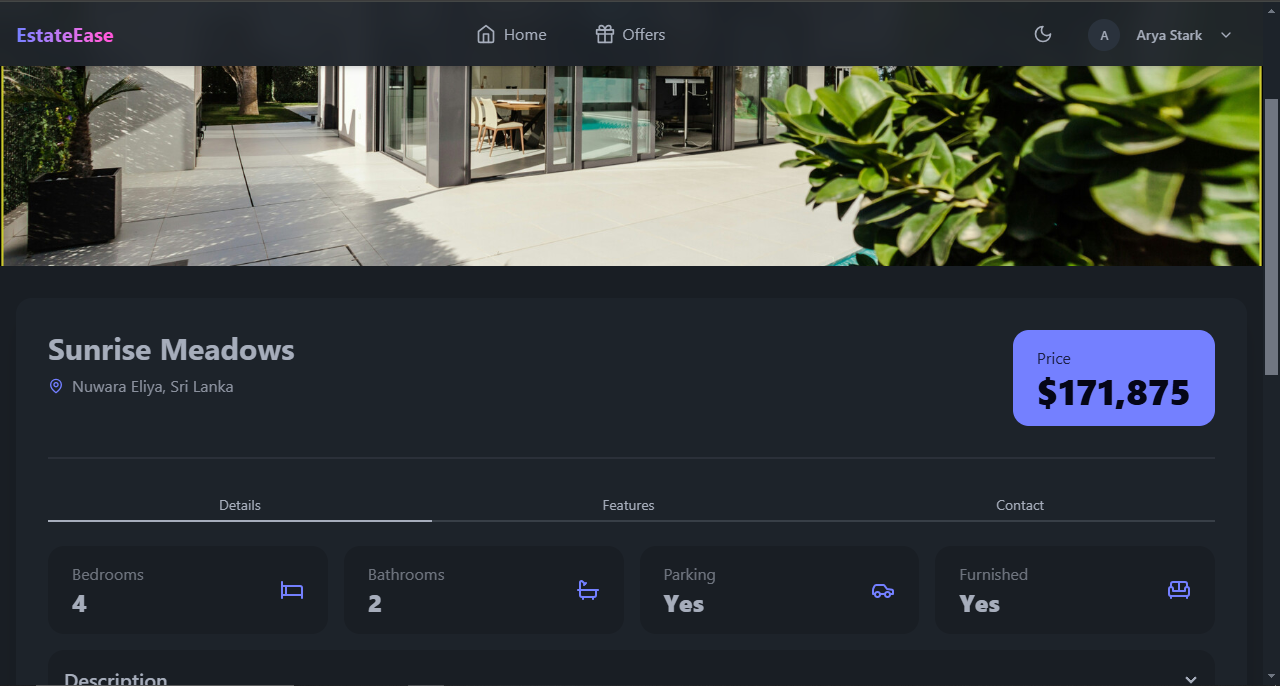 EstateEase
Home
Offers
A
Arya Stark
Sunrise Meadows
Nuwara Eliya, Sri Lanka
Price
$171,875
Details
Features
Contact
Bedrooms
4
Bathrooms
2
Parking
Yes
Furnished
Yes
Description